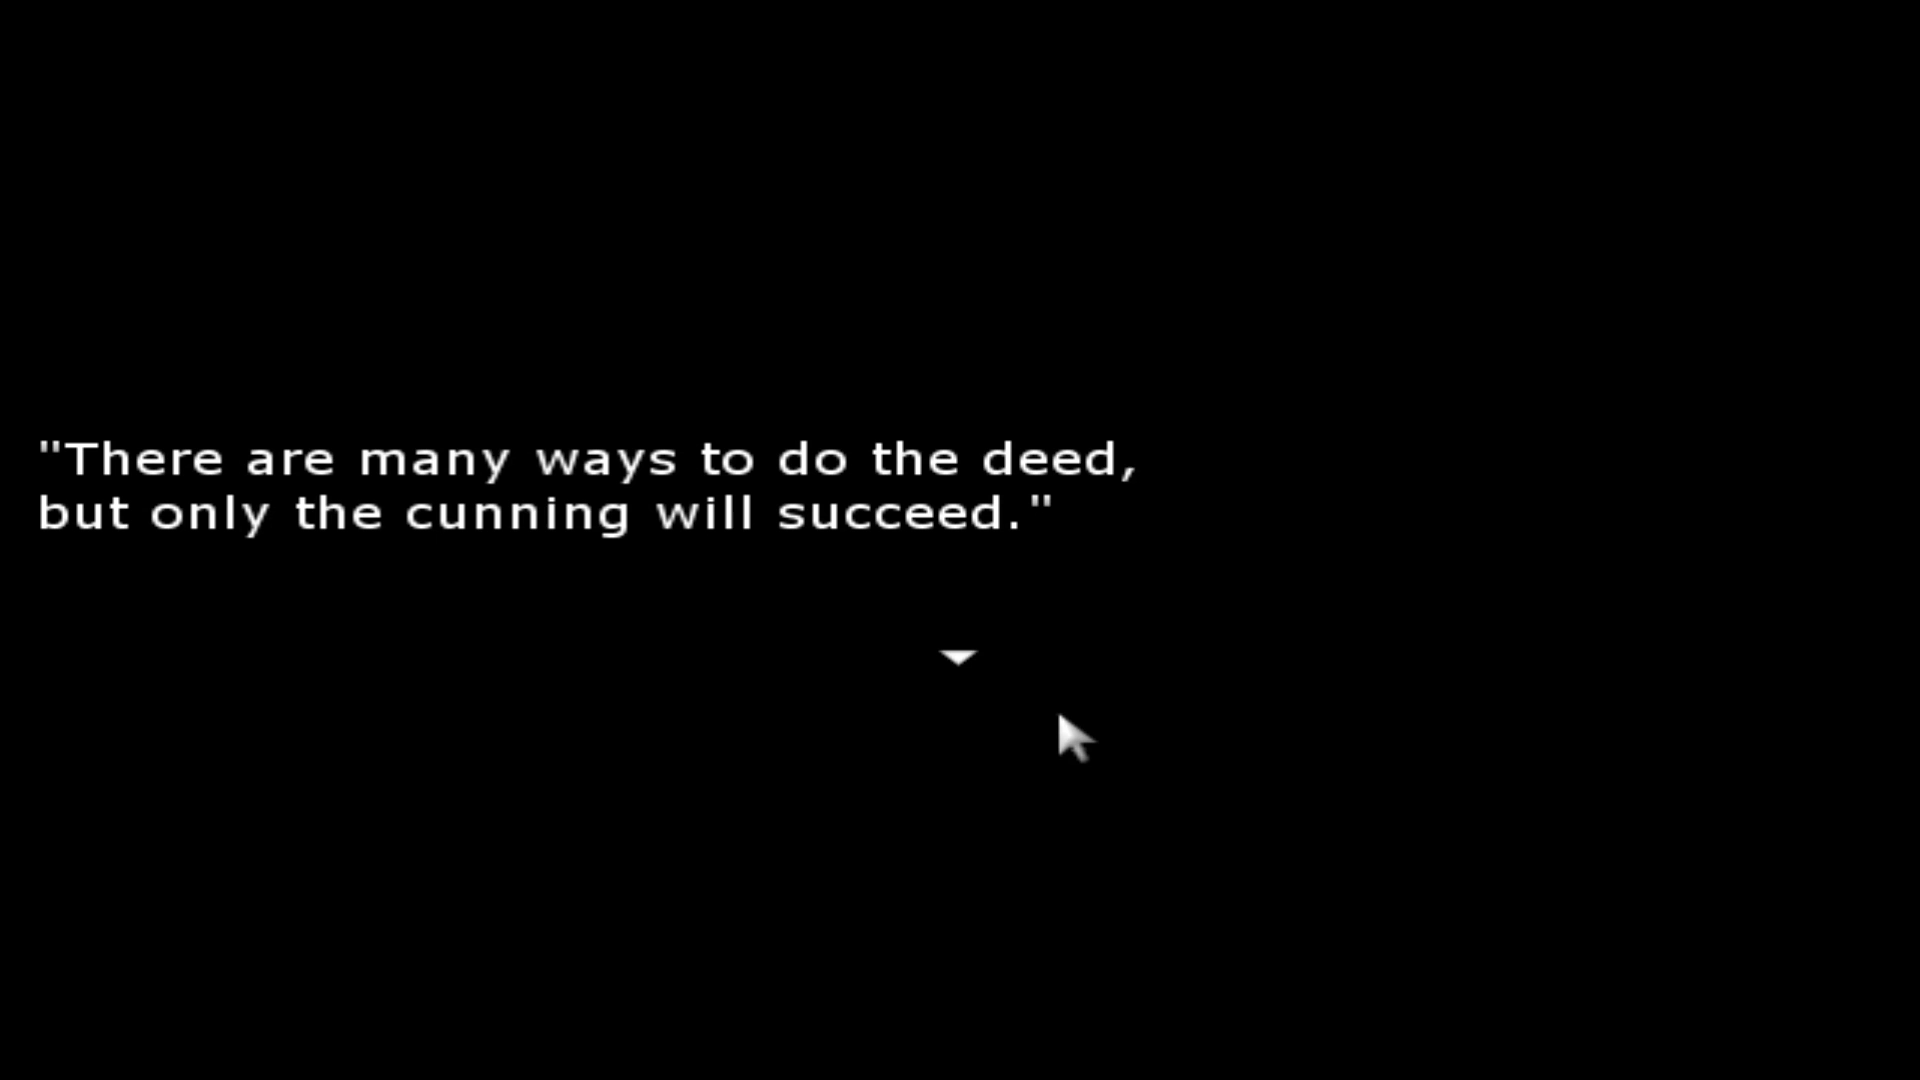 "There are many ways to do the deed,
but only the cunning will succeed."